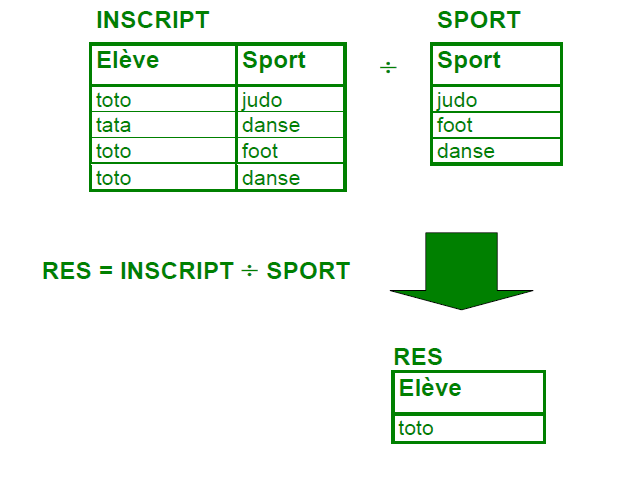 INSCRIPT SPORT
Elève Sport ÷ Sport
toto judo judo
tata danse foot
toto foot danse
toto danse
RES = INSCRIPT ÷ SPORT
RES
Elève
toto